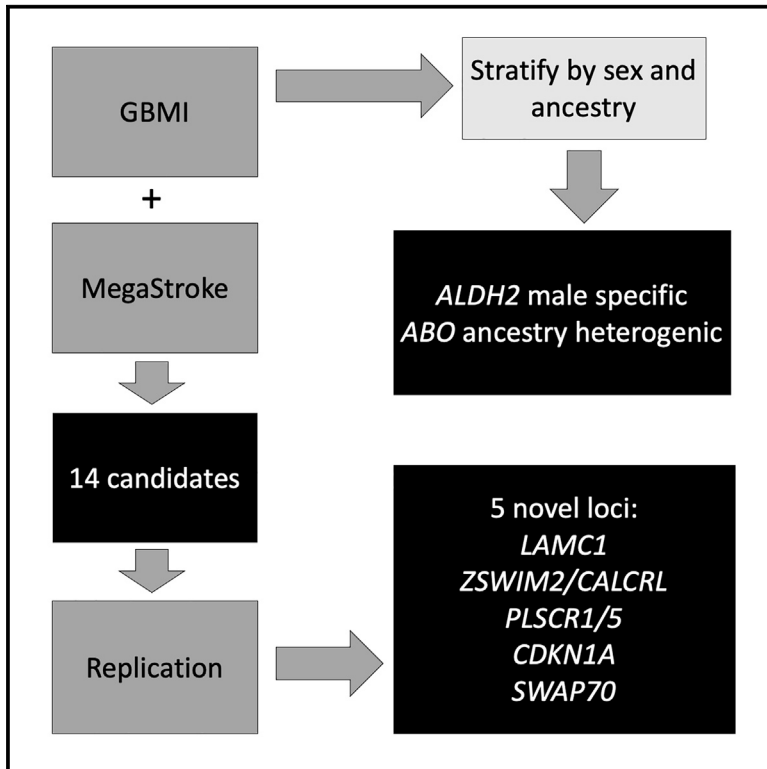 GBMI
Stratify by sex and
ancestry
+
MegaStroke
ALDH2 male specific
ABO ancestry heterogenic
14 candidates
5 novel loci:
LAMC1
ZSWIM2/CALCRL
PLSCR1/5
CDKN1A
SWAP70
Replication